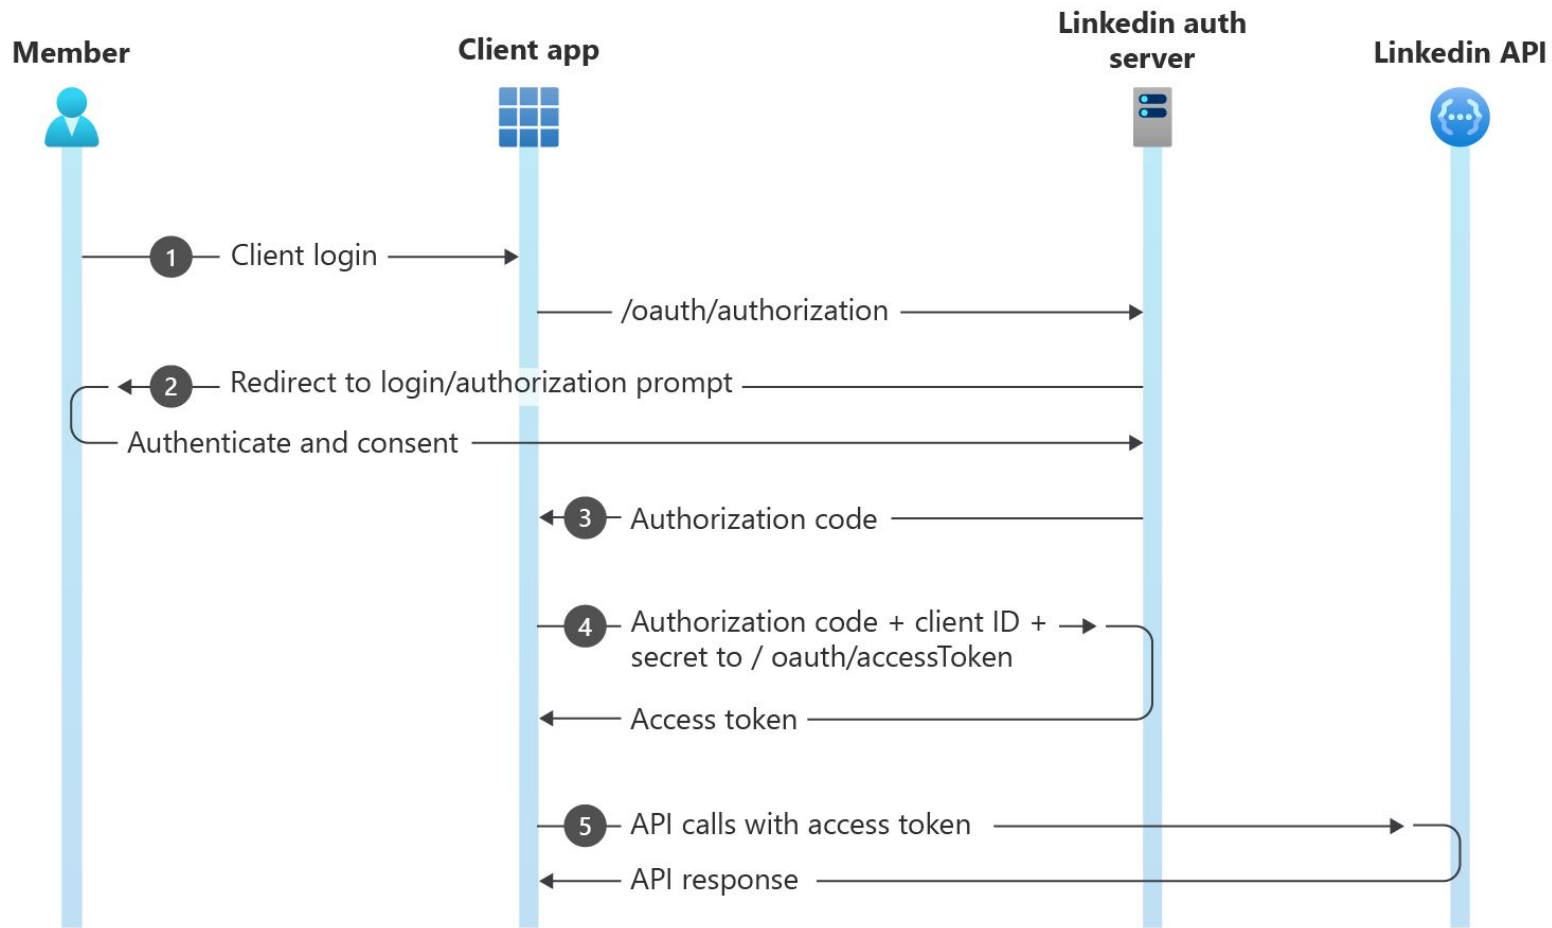 Member
Client app
Linkedin auth
server
Linkedin API
1 Client login
/oauth/authorization
2 Redirect to login/authorization prompt
Authenticate and consent
3 Authorization code
4 Authorization code + client ID +
secret to / oauth/accessToken
Access token
5 API calls with access token
API response